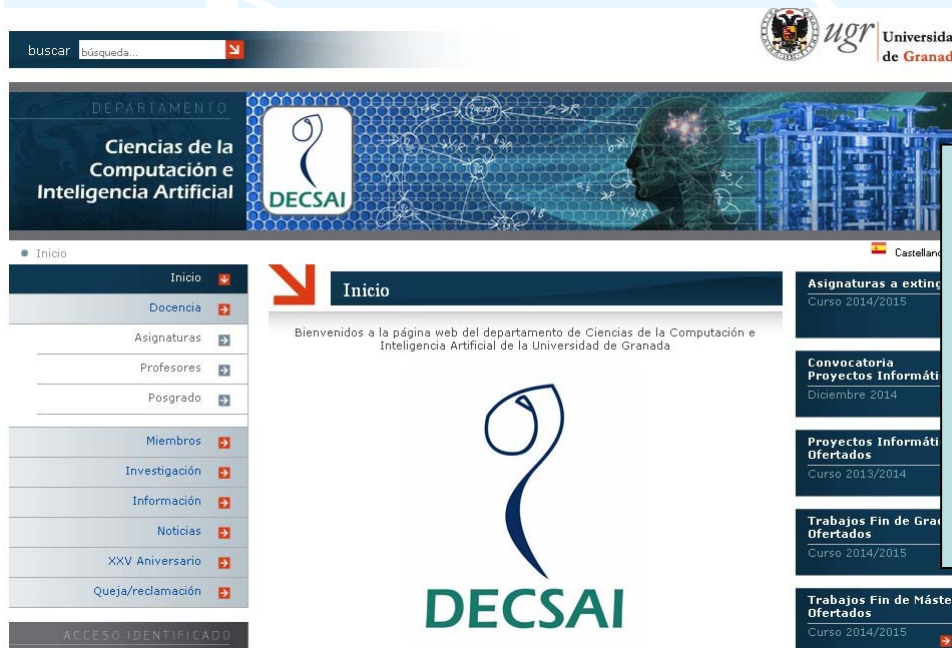 buscar búsqueda...
ugr
Universida
de Granad
DEPARTAMENTO
Ciencias de la
Computación e
Inteligencia Artificial
DECSAI
Inicio
Castellano
Inicio
Docencia
Asignaturas
Profesores
Posgrado
Miembros
Investigación
Información
Noticias
XXV Aniversario
Queja/reclamación
ACCESO IDENTIFICADO
Inicio
Bienvenidos a la página web del departamento de Ciencias de la Computación e
Inteligencia Artificial de la Universidad de Granada
DECSAI
Asignaturas a exting
Curso 2014/2015
Convocatoria
Proyectos Informáti
Diciembre 2014
Proyectos Informáti
Ofertados
Curso 2013/2014
Trabajos Fin de Grad
Ofertados
Curso 2014/2015
Trabajos Fin de Máste
Ofertados
Curso 2014/2015